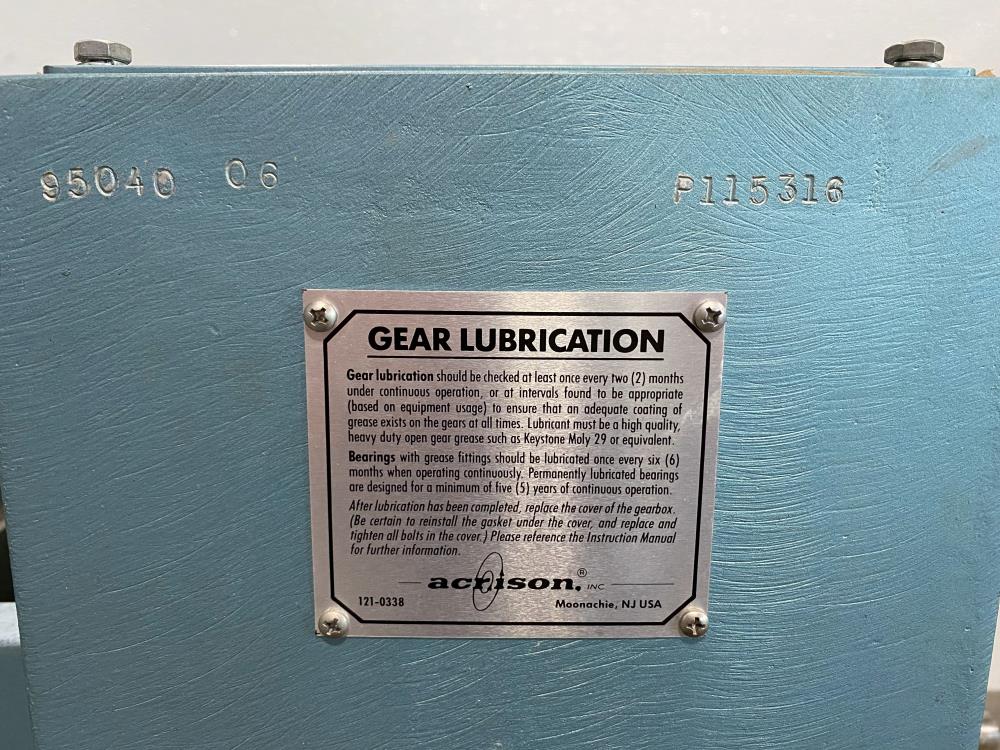 95040 06 P115316
GEAR LUBRICATION
Gear lubrication should be checked at least once every two (2) months
under continuous operation, or at intervals found to be appropriate
(based on equipment usage) to ensure that an adequate coating of
grease exists on the gears at all times. Lubricant must be a high quality,
heavy duty open gear grease such as Keystone Moly 29 or equivalent.
Bearings with grease fittings should be lubricated once every six (6)
months when operating continuously. Permanently lubricated bearings
are designed for a minimum of five (5) years of continuous operation.
After lubrication has been completed, replace the cover of the gearbox.
(Be certain to reinstall the gasket under the cover, and replace and
tighten all bolts in the cover.) Please reference the Instruction Manual
for further information.
acrison® INC
121-0338 Moonachie, NJ USA